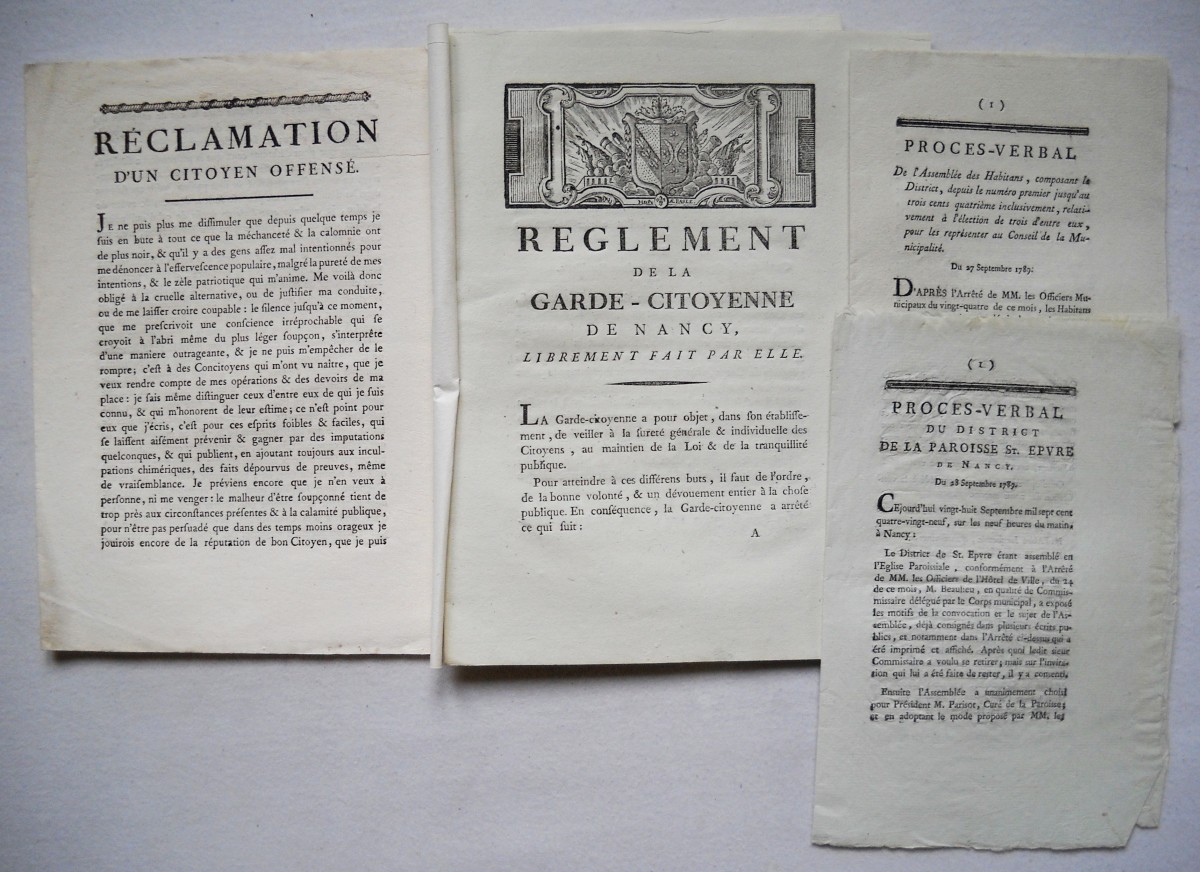 RÉCLAMATION
D'UN CITOYEN OFFENSÉ.
JE ne puis plus me diſſimuler que depuis quelque temps je
ſuis en bute à tout ce que la méchanceté & la calomnie ont
de plus noir, & qu'il y a des gens aſſez mal intentionnés pour
me dénoncer à l'efferveſcence populaire, malgré la pureté de mes
intentions, & le zèle patriotique qui m'anime. Me voilà donc
obligé à la cruelle alternative, ou de juſtifier ma conduite,
ou de me laiſſer croire coupable : le ſilence juſqu'à ce moment,
que me preſcrivoit une conſcience irréprochable qui ſe
croyoit à l'abri même du plus léger ſoupçon, s'interprête
d'une maniere outrageante, & je ne puis m'empêcher de le
rompre; c'eſt à des Concitoyens qui m'ont vu naître, que je
veux rendre compte de mes opérations & des devoirs de ma
place : je ſais même diſtinguer ceux d'entre eux de qui je ſuis
connu, & qui m'honorent de leur eſtime; ce n'eſt point pour
eux que j'écris, c'eſt pour ces eſprits foibles & faciles, qui
ſe laiſſent aiſément prévenir & gagner par des imputations
quelconques, & qui publient, en ajoutant toujours aux incul-
pations chimériques, des faits dépourvus de preuves, même
de vraiſemblance. Je préviens encore que je n'en veux à
perſonne, ni me venger : le malheur d'être ſoupçonné tient de
trop près aux circonſtances préſentes & à la calamité publique,
pour n'être pas perſuadé que dans des temps moins orageux je
jouirois encore de la réputation de bon Citoyen, que je puis
REGLEMENT
DE LA
GARDE-CITOYENNE
DE NANCY,
LIBREMENT FAIT PAR ELLE.
LA Garde-citoyenne a pour objet, dans ſon établiſſe-
ment, de veiller à la ſureté générale & individuelle des
Citoyens, au maintien de la Loi & de la tranquillité
publique.
Pour atteindre à ces différens buts, il faut de l'ordre,
de la bonne volonté, & un dévouement entier à la choſe
publique. En conſéquence, la Garde-citoyenne a arrêté
ce qui ſuit :
A
(1)
PROCES-VERBAL
De l'Aſſemblée des Habitans, compoſant le
Diſtrict, depuis le numéro premier juſqu'au
trois cents quatrième incluſivement, relati-
vement à l'élection de trois d'entre eux,
pour les repréſenter au Conſeil de la Mu-
nicipalité.
Du 27 Septembre 1789.
D'APRÈS l'Arrêté de MM. les Officiers Mu-
nicipaux du vingt-quatre de ce mois, les Habitans
(1)
PROCES-VERBAL
DU DISTRICT
DE LA PAROISSE St. EPVRE
DE NANCY,
Du 28 Septembre 1789.
CEjourd'hui vingt-huit Septembre mil sept cent
quatre-vingt-neuf, sur les neuf heures du matin,
à Nancy :
Le District de St. Epvre étant assemblé en
l'Eglise Paroissiale, conformément à l'Arrêté
de MM. les Officiers de l'Hôtel de Ville, du 24
de ce mois, M. Beaulieu, en qualité de Commis-
missaire délégué par le Corps municipal, a exposé
les motifs de la convocation et le sujet de l'As-
semblée, déjà consignés dans plusieurs écrits pu-
blics, et notamment dans l'Arrêté ci-dessus qui a
été imprimé et affiché. Après quoi ledit sieur
Commissaire a voulu se retirer; mais sur l'invita-
tion qui lui a été faite de rester, il y a consenti.
Ensuite l'Assemblée a unanimement choisi
pour Président M. Parisot, Curé de la Paroisse;
et en adoptant le mode proposé par MM. les